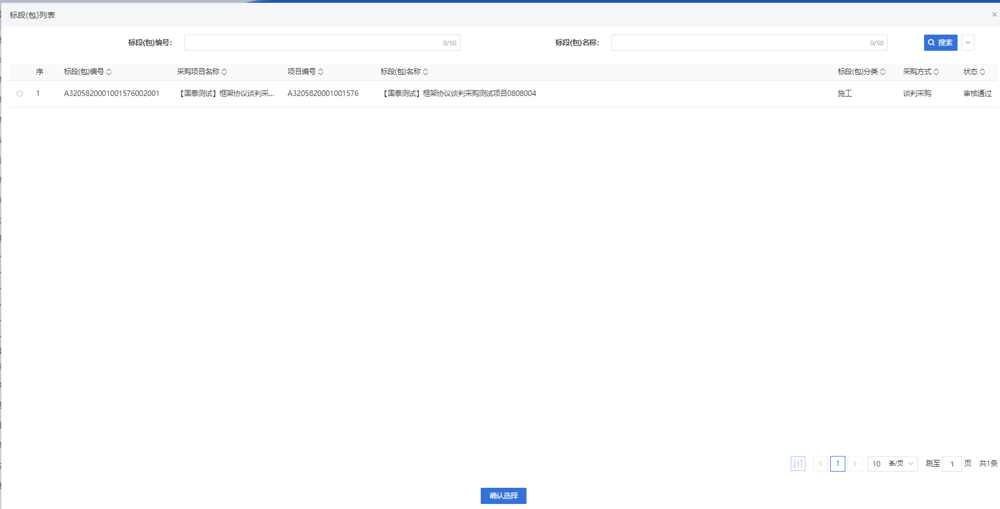 标段(包)列表
标段(包)编号： 0/50 标段(包)名称： 0/50 搜索
序 标段(包)编号 采购项目名称 项目编号 标段(包)名称 标段(包)分类 采购方式 状态
1 A3205820001001576002001 【国泰测试】框架协议谈判采... A3205820001001576 【国泰测试】框架协议谈判采购测试项目0808004 施工 谈判采购 审核通过
1 10 条/页 跳至 1 页 共1条
确认选择